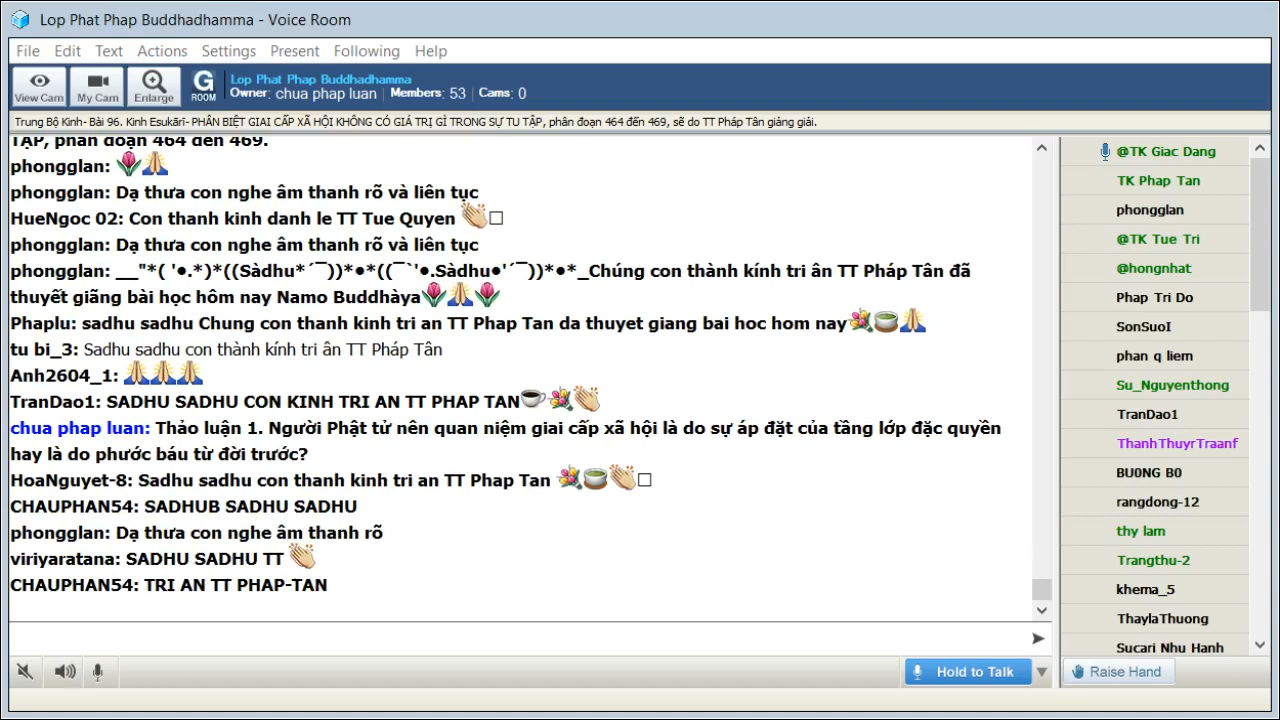 Lop Phat Phap Buddhadhamma - Voice Room
File Edit Text Actions Settings Present Following Help
View Cam My Cam Enlarge G ROOM
Lop Phat Phap Buddhadhamma
Owner: chua phap luan Members: 53 Cams: 0
Trung Bộ Kinh- Bài 96. Kinh Esukārī- PHÂN BIỆT GIAI CẤP XÃ HỘI KHÔNG CÓ GIÁ TRỊ GÌ TRONG SỰ TU TẬP, phân đoạn 464 đến 469, sẽ do TT Pháp Tân giảng giải.
TẬP, phân đoạn 464 đến 469.
phongglan: 🌷🙏
phongglan: Dạ thưa con nghe âm thanh rõ và liên tục
HueNgoc 02: Con thanh kinh danh le TT Tue Quyen 👏□
phongglan: Dạ thưa con nghe âm thanh rõ và liên tục
phongglan: __"*( '•.*)*((Sàdhu*´¯))*•*((¯`'•.Sàdhu•'´¯))*•*_Chúng con thành kính tri ân TT Pháp Tân đã
thuyết giãng bài học hôm nay Namo Buddhàya🌷🙏🌷
Phaplu: sadhu sadhu Chung con thanh kinh tri an TT Phap Tan da thuyet giang bai hoc hom nay💐🍵🙏
tu bi_3: Sadhu sadhu con thành kính tri ân TT Pháp Tân
Anh2604_1: 🙏🙏🙏
TranDao1: SADHU SADHU CON KINH TRI AN TT PHAP TAN☕💐👏
chua phap luan: Thảo luận 1. Người Phật tử nên quan niệm giai cấp xã hội là do sự áp đặt của tầng lớp đặc quyền
hay là do phước báu từ đời trước?
HoaNguyet-8: Sadhu sadhu con thanh kinh tri an TT Phap Tan 💐🍵👏□
CHAUPHAN54: SADHUB SADHU SADHU
phongglan: Dạ thưa con nghe âm thanh rõ
viriyaratana: SADHU SADHU TT 👏
CHAUPHAN54: TRI AN TT PHAP-TAN
@TK Giac Dang
TK Phap Tan
phongglan
@TK Tue Tri
@hongnhat
Phap Tri Do
SonSuoI
phan q liem
Su_Nguyenthong
TranDao1
ThanhThuyrTraanf
BU0NG B0
rangdong-12
thy lam
Trangthu-2
khema_5
ThaylaThuong
Sucari Nhu Hanh
Hold to Talk
Raise Hand